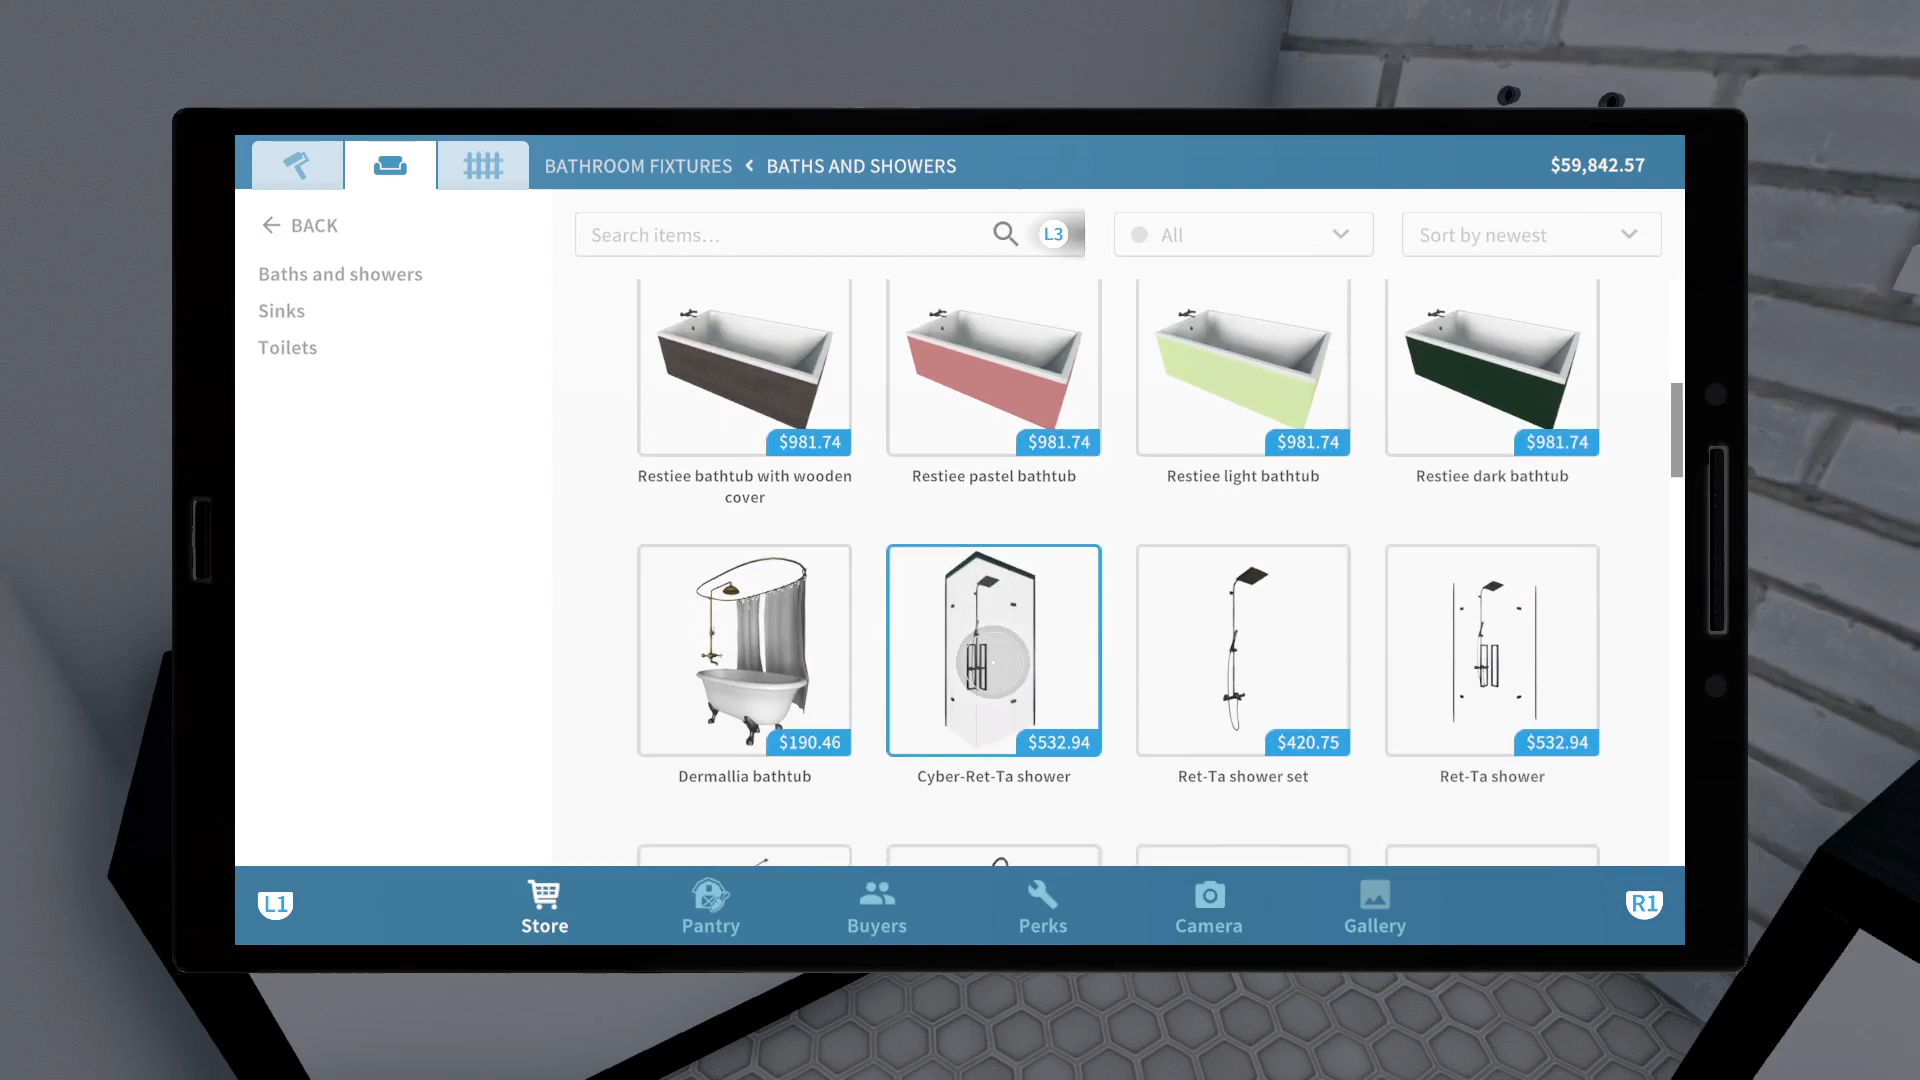 BATHROOM FIXTURES < BATHS AND SHOWERS
$59,842.57
BACK
Baths and showers
Sinks
Toilets
Search items...
L3
All
Sort by newest
$981.74
$981.74
$981.74
$981.74
Restiee bathtub with wooden
cover
Restiee pastel bathtub
Restiee light bathtub
Restiee dark bathtub
$190.46
$532.94
$420.75
$532.94
Dermallia bathtub
Cyber-Ret-Ta shower
Ret-Ta shower set
Ret-Ta shower
L1
Store
Pantry
Buyers
Perks
Camera
Gallery
R1